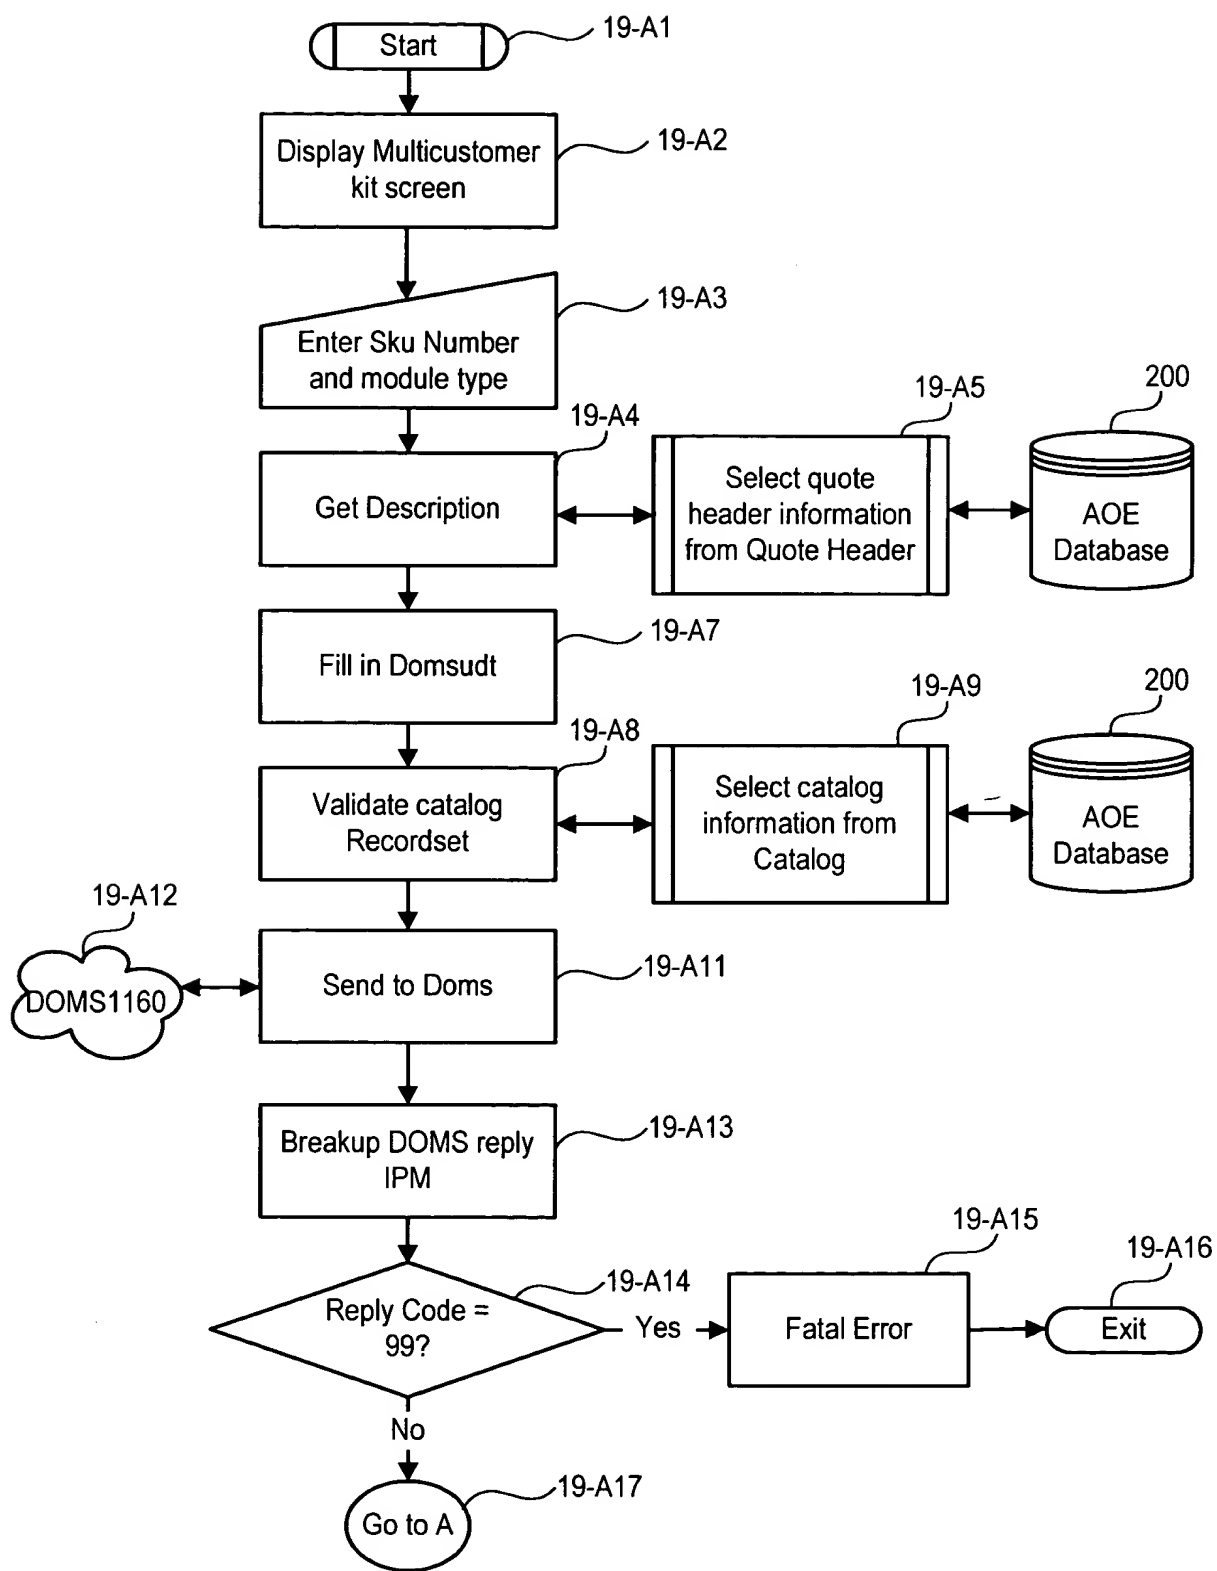 Start
19-A1
Display Multicustomer
kit screen
19-A2
Enter Sku Number
and module type
19-A3
Get Description
19-A4
Select quote
header information
from Quote Header
19-A5
AOE
Database
200
Fill in Domsudt
19-A7
Validate catalog
Recordset
19-A8
Select catalog
information from
Catalog
19-A9
AOE
Database
200
DOMS1160
19-A12
Send to Doms
19-A11
Breakup DOMS reply
IPM
19-A13
Reply Code =
99?
19-A14
Yes
Fatal Error
19-A15
Exit
19-A16
No
Go to A
19-A17